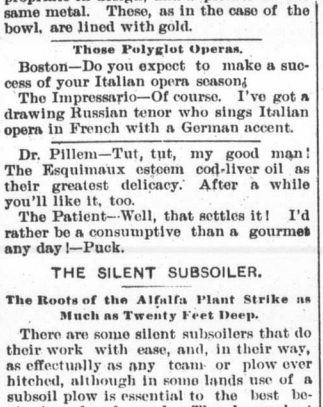 same metal. These, as in the case of the
bowl, are lined with gold.
Those Polyglot Operas.
Boston—Do you expect to make a suc-
cess of your Italian opera season¿
The Impressario—Of course. I've got a
drawing Russian tenor who sings Italian
opera in French with a German accent.
Dr. Pillem—Tut, tut, my good man!
The Esquimaux esteem cod-liver oil as
their greatest delicacy. After a while
you'll like it, too.
The Patient—Well, that settles it! I'd
rather be a consumptive than a gourmet
any day!—Puck.
THE SILENT SUBSOILER.
The Roots of the Alfalfa Plant Strike as
Much as Twenty Feet Deep.
There are some silent subsoilers that do
their work with ease, and, in their way,
as effectually as any team or plow ever
hitched, although in some lands use of a
subsoil plow is essential to the best be-